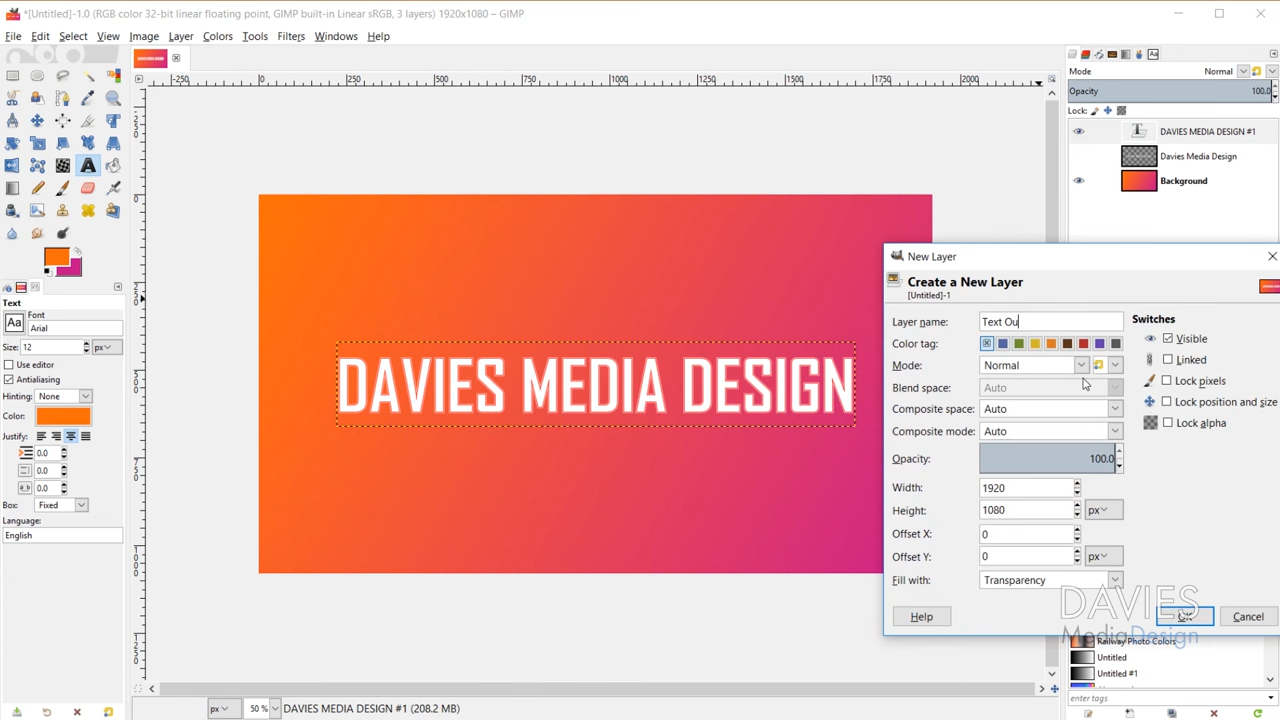 *[Untitled]-1.0 (RGB color 32-bit linear floating point, GIMP built-in Linear sRGB, 3 layers) 1920x1080 – GIMP
File Edit Select View Image Layer Colors Tools Filters Windows Help
-250 0 250 500 750 1000 1250 1500 1750 2000
Mode Normal
Opacity 100.0
Lock:
DAVIES MEDIA DESIGN #1
Davies Media Design
Background
Text
Font
Aa Arial
Size: 12 px
Use editor
Antialiasing
Hinting: None
Color:
Justify:
0.0
0.0
0.0
Box: Fixed
Language:
English
DAVIES MEDIA DESIGN
New Layer
Create a New Layer
[Untitled]-1
Layer name: Text Ou
Color tag:
Mode: Normal
Blend space: Auto
Composite space: Auto
Composite mode: Auto
Opacity: 100.0
Width: 1920
Height: 1080 px
Offset X: 0
Offset Y: 0 px
Fill with: Transparency
Switches
Visible
Linked
Lock pixels
Lock position and size
Lock alpha
Help OK Cancel
DAVIES
MediaDesign
Railway Photo Colors
Untitled
Untitled #1
enter tags
px 50 % DAVIES MEDIA DESIGN #1 (208.2 MB)